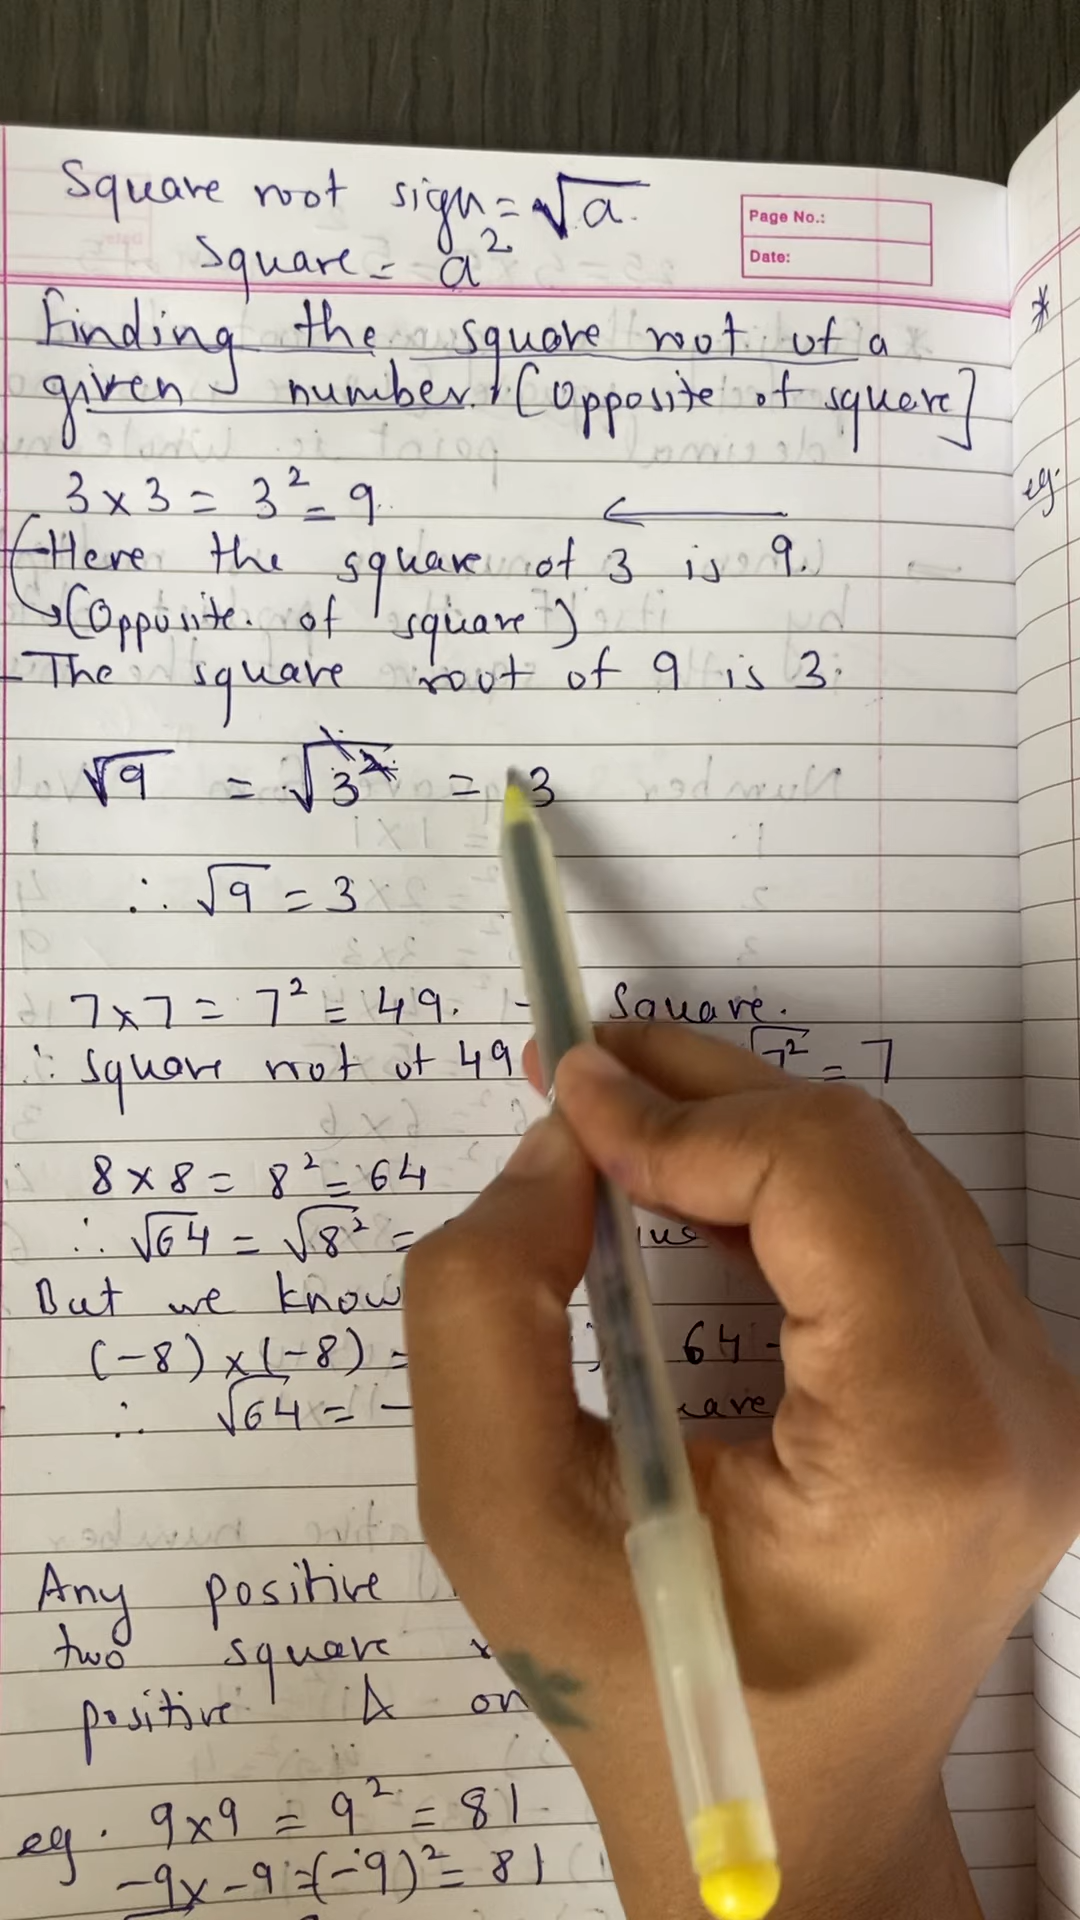 Square root sign = √a.
Page No.:
Square = a²
Date:
Finding the square root of a
given number. [Opposite of square]
3 x 3 = 3² = 9.
Here the square of 3 is 9.
(Opposite of square)
The square root of 9 is 3.
√9 = √3² = 3
∴ √9 = 3
7 x 7 = 7² = 49. - Square.
∴ square root of 49 √7² = 7
8 x 8 = 8² = 64
∴ √64 = √8² =
But we know
(-8) x (-8) = 64 -
∴ √64 = -
Any positive
two square
positive & on
eg. 9x9 = 9² = 81
-9x-9 = (-9)² = 81
*
eg.